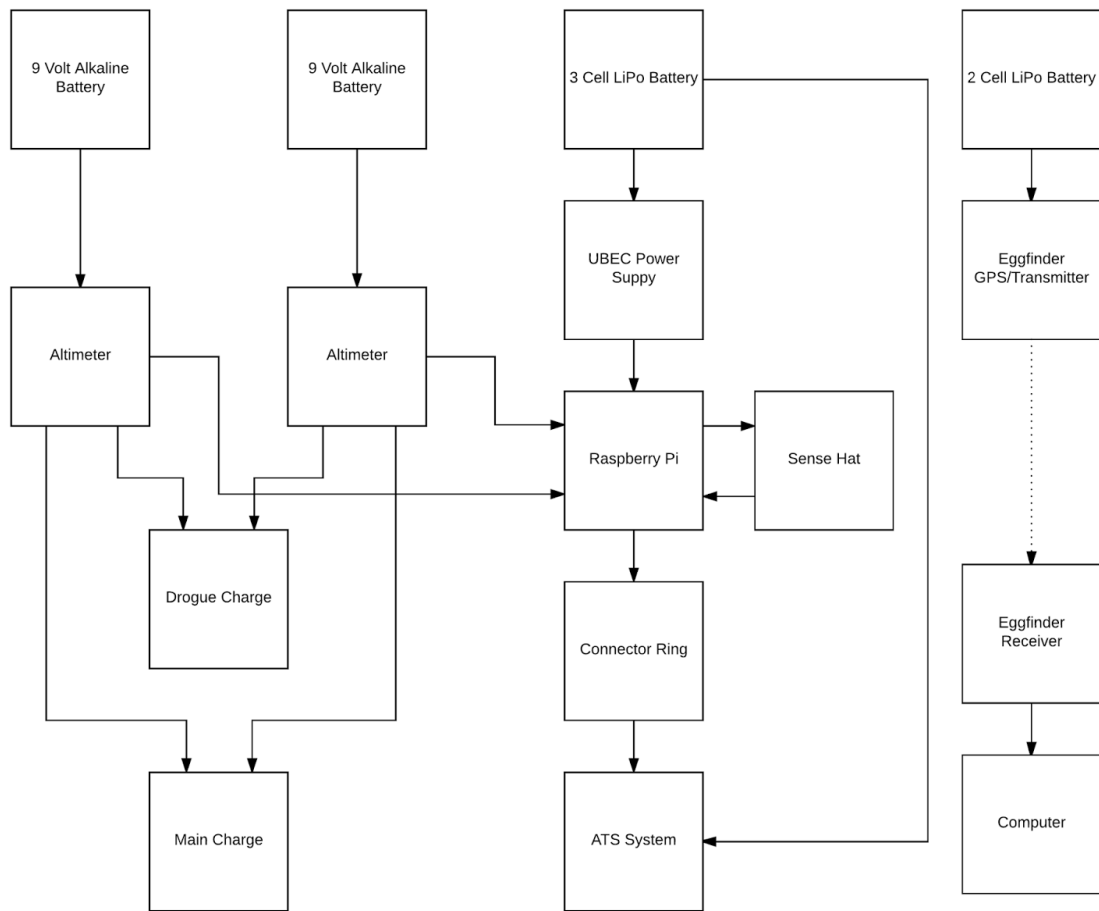 9 Volt Alkaline
Battery
9 Volt Alkaline
Battery
3 Cell LiPo Battery
2 Cell LiPo Battery
UBEC Power
Suppy
Eggfinder
GPS/Transmitter
Altimeter
Altimeter
Raspberry Pi
Sense Hat
Drogue Charge
Connector Ring
Eggfinder
Receiver
Main Charge
ATS System
Computer